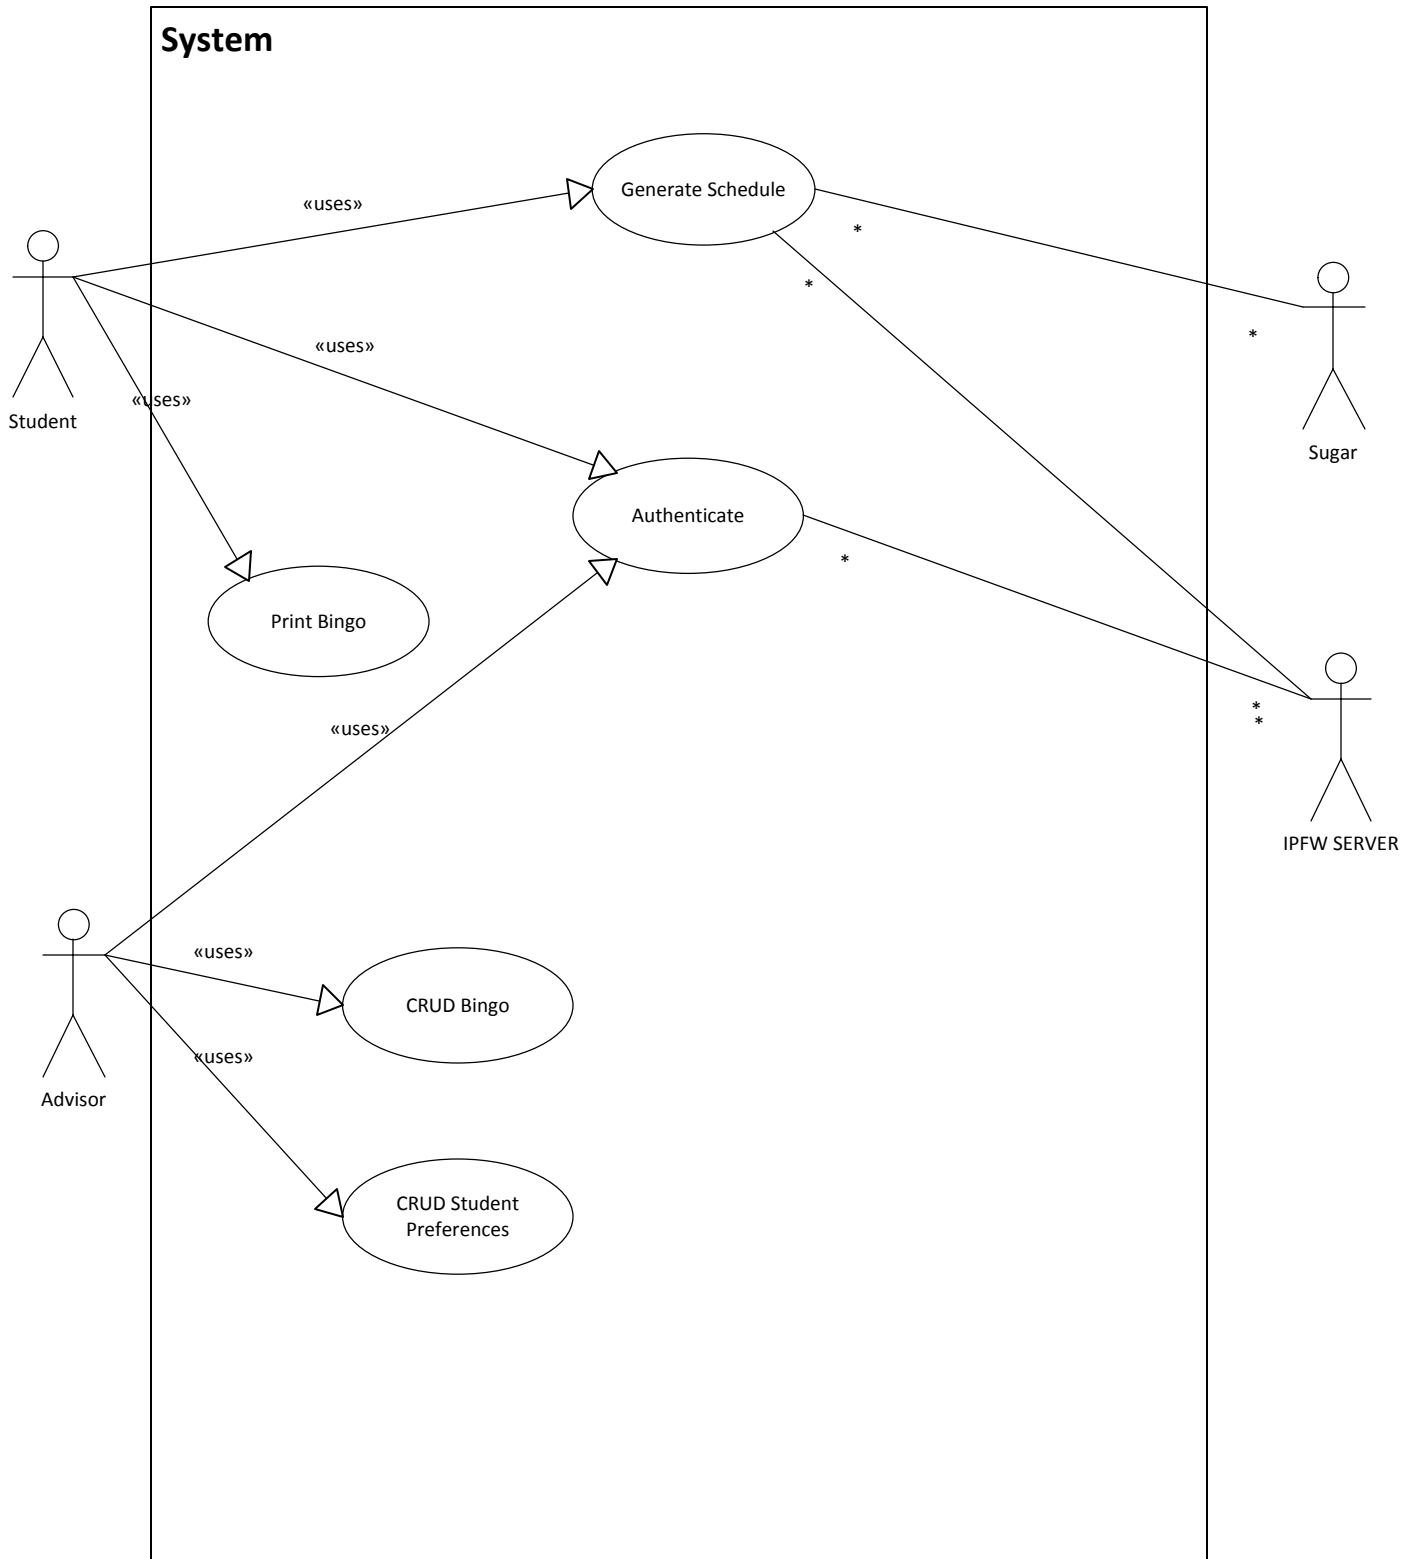 System
Generate Schedule
«uses»
*
*
*
Student
«uses»
«uses»
Sugar
Authenticate
*
Print Bingo
«uses»
*
*
IPFW SERVER
«uses»
CRUD Bingo
«uses»
Advisor
CRUD Student
Preferences